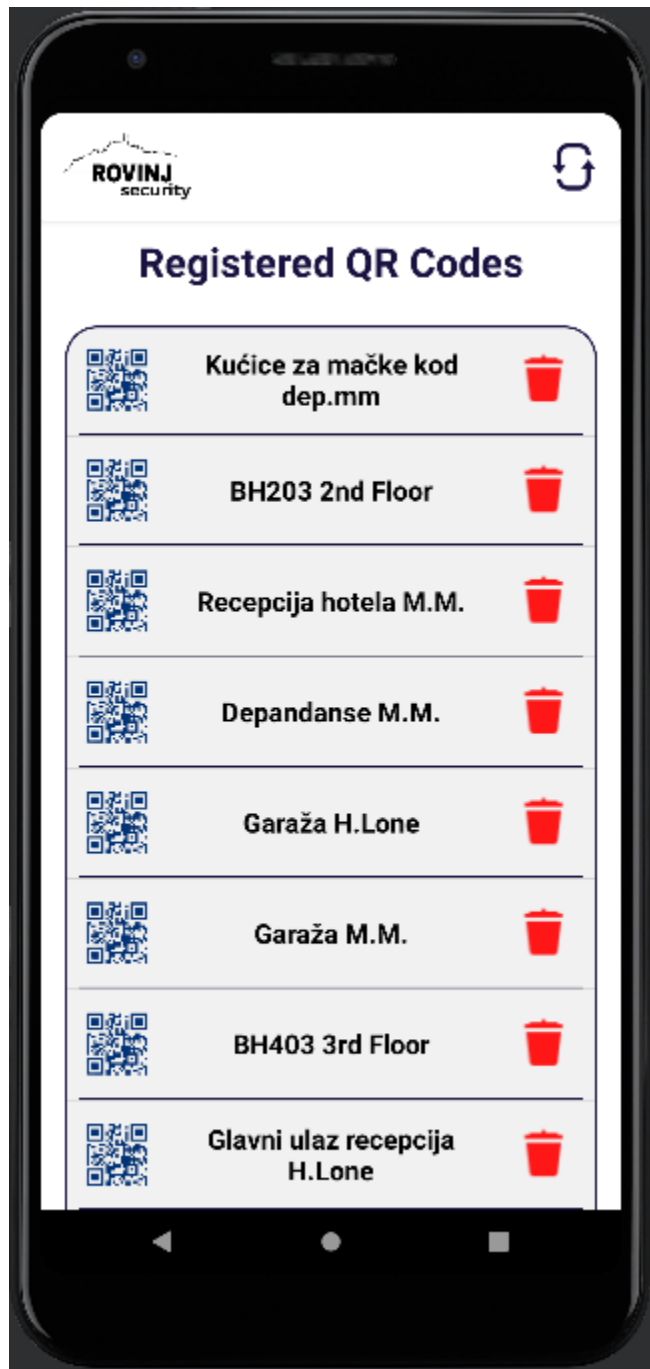 ROVINJ
security
Registered QR Codes
Kućice za mačke kod
dep.mm
BH203 2nd Floor
Recepcija hotela M.M.
Depandanse M.M.
Garaža H.Lone
Garaža M.M.
BH403 3rd Floor
Glavni ulaz recepcija
H.Lone